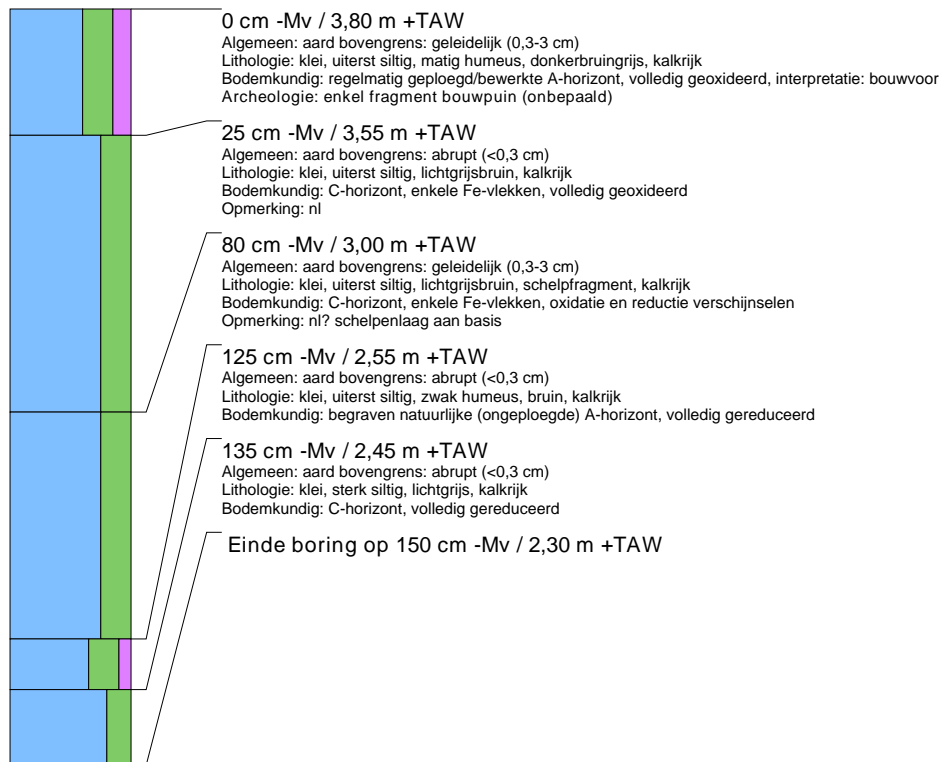 0 cm -Mv / 3,80 m +TAW
Algemeen: aard bovengrens: geleidelijk (0,3-3 cm)
Lithologie: klei, uiterst siltig, matig humeus, donkerbruingrijs, kalkrijk
Bodemkundig: regelmatig geploegd/bewerkte A-horizont, volledig geoxideerd, interpretatie: bouwvoor
Archeologie: enkel fragment bouwpuin (onbepaald)
25 cm -Mv / 3,55 m +TAW
Algemeen: aard bovengrens: abrupt (<0,3 cm)
Lithologie: klei, uiterst siltig, lichtgrijsbruin, kalkrijk
Bodemkundig: C-horizont, enkele Fe-vlekken, volledig geoxideerd
Opmerking: nl
80 cm -Mv / 3,00 m +TAW
Algemeen: aard bovengrens: geleidelijk (0,3-3 cm)
Lithologie: klei, uiterst siltig, lichtgrijsbruin, schelpfragment, kalkrijk
Bodemkundig: C-horizont, enkele Fe-vlekken, oxidatie en reductie verschijnselen
Opmerking: nl? schelpenlaag aan basis
125 cm -Mv / 2,55 m +TAW
Algemeen: aard bovengrens: abrupt (<0,3 cm)
Lithologie: klei, uiterst siltig, zwak humeus, bruin, kalkrijk
Bodemkundig: begraven natuurlijke (ongeploegde) A-horizont, volledig gereduceerd
135 cm -Mv / 2,45 m +TAW
Algemeen: aard bovengrens: abrupt (<0,3 cm)
Lithologie: klei, sterk siltig, lichtgrijs, kalkrijk
Bodemkundig: C-horizont, volledig gereduceerd
Einde boring op 150 cm -Mv / 2,30 m +TAW